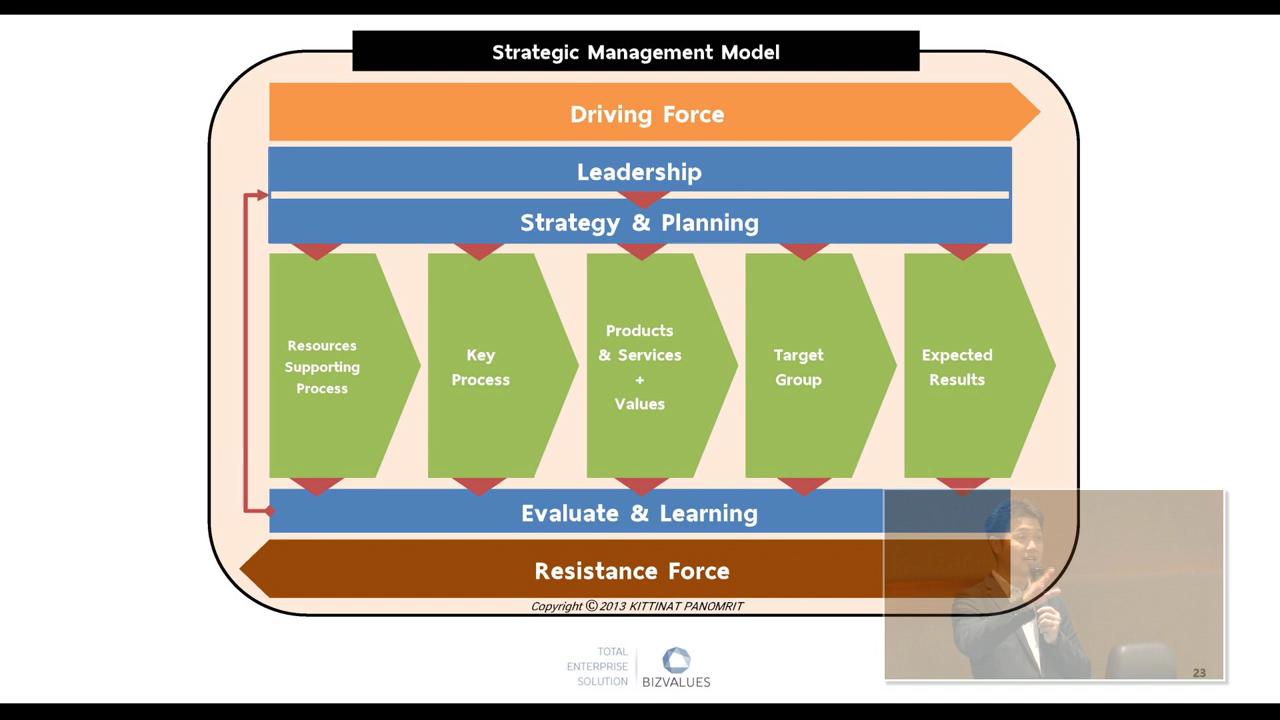 Strategic Management Model
Driving Force
Leadership
Strategy & Planning
Resources
Supporting
Process
Key
Process
Products
& Services
+
Values
Target
Group
Expected
Results
Evaluate & Learning
Resistance Force
Copyright © 2013 KITTINAT PANOMRIT
TOTAL
ENTERPRISE
SOLUTION
BIZVALUES
23